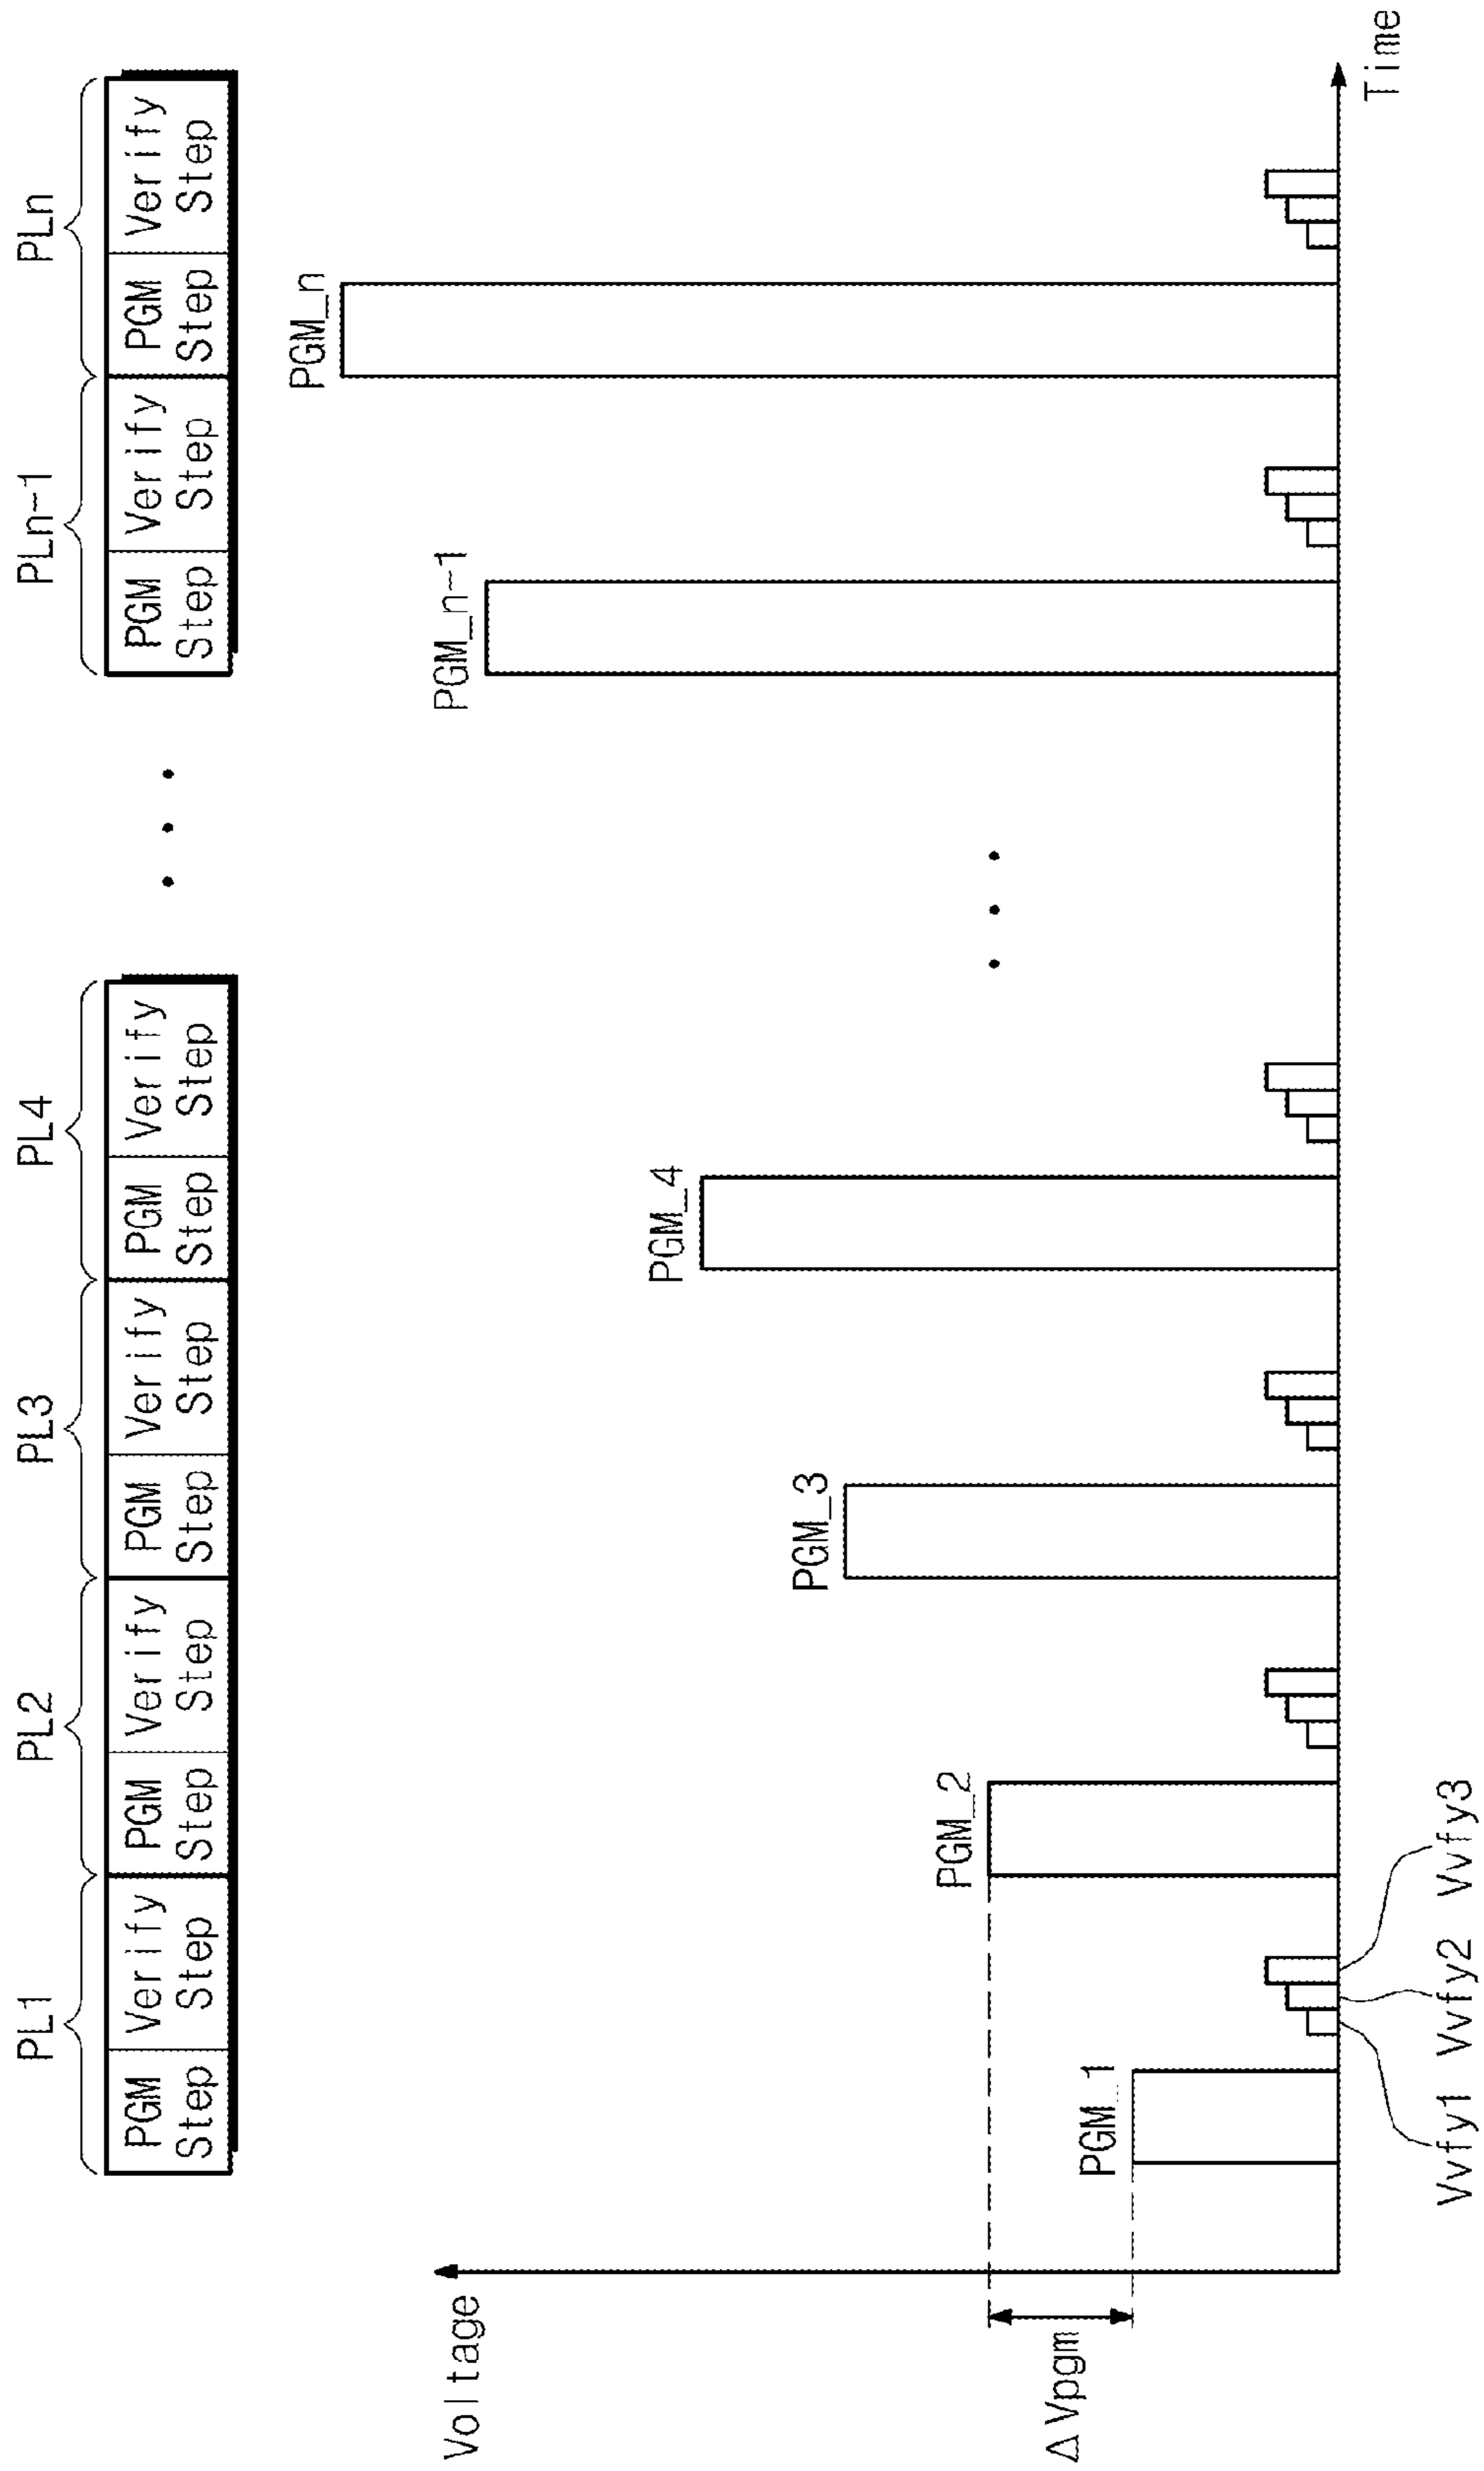 PL1 PL2 PL3 PL4 PLn-1 PLn
PGM Step
Verify Step
PGM Step
Verify Step
PGM Step
Verify Step
PGM Step
Verify Step
• • •
PGM Step
Verify Step
PGM Step
Verify Step
Voltage
ΔVpgm
PGM_1
PGM_2
PGM_3
PGM_4
• • •
PGM_n-1
PGM_n
Time
Vvfy1 Vvfy2 Vvfy3